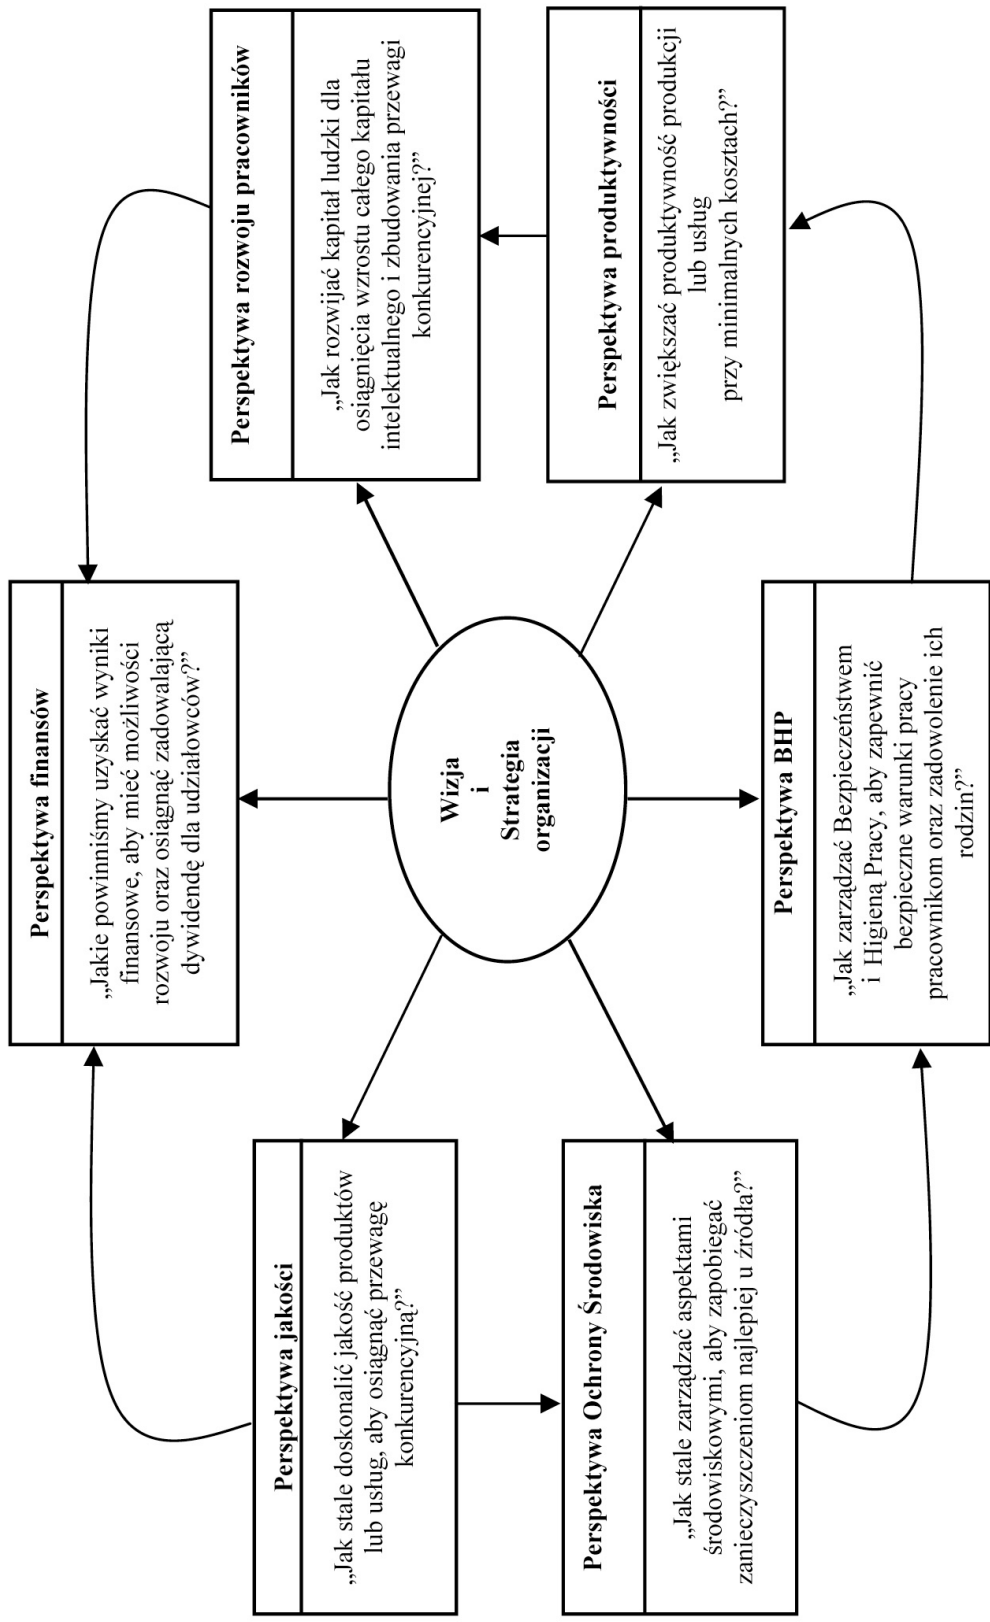 Perspektywa finansów
„Jakie powinniśmy uzyskać wyniki
finansowe, aby mieć możliwości
rozwoju oraz osiągnąć zadowalającą
dywidendę dla udziałowców?”
Perspektywa jakości
„Jak stale doskonalić jakość produktów
lub usług, aby osiągnąć przewagę
konkurencyjną?”
Perspektywa rozwoju pracowników
„Jak rozwijać kapitał ludzki dla
osiągnięcia wzrostu całego kapitału
intelektualnego i zbudowania przewagi
konkurencyjnej?”
Wizja
i
Strategia
organizacji
Perspektywa Ochrony Środowiska
„Jak stale zarządzać aspektami
środowiskowymi, aby zapobiegać
zanieczyszczeniom najlepiej u źródła?”
Perspektywa produktywności
„Jak zwiększać produktywność produkcji
lub usług
przy minimalnych kosztach?”
Perspektywa BHP
„Jak zarządzać Bezpieczeństwem
i Higieną Pracy, aby zapewnić
bezpieczne warunki pracy
pracownikom oraz zadowolenie ich
rodzin?”